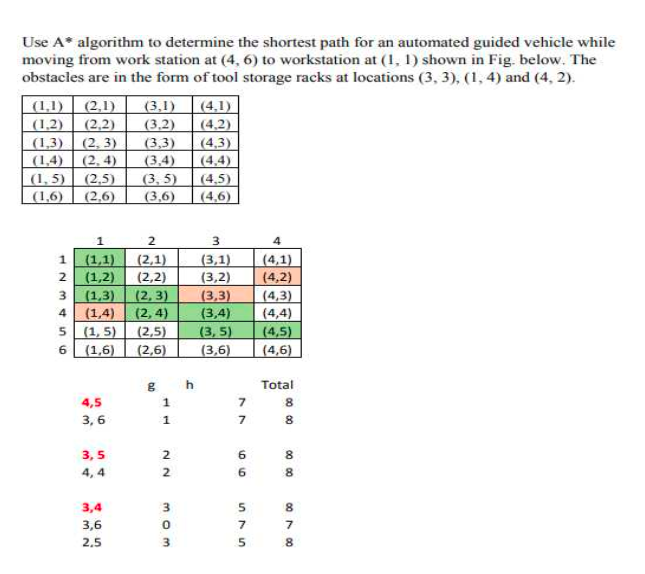 Use A* algorithm to determine the shortest path for an automated guided vehicle while
moving from work station at (4, 6) to workstation at (1, 1) shown in Fig. below. The
obstacles are in the form of tool storage racks at locations (3, 3), (1, 4) and (4, 2).
(1,1) (2,1) (3,1) (4,1)
(1,2) (2,2) (3,2) (4,2)
(1,3) (2, 3) (3,3) (4,3)
(1,4) (2, 4) (3,4) (4,4)
(1, 5) (2,5) (3, 5) (4,5)
(1,6) (2,6) (3,6) (4,6)
1 2 3 4
1 (1,1) (2,1) (3,1) (4,1)
2 (1,2) (2,2) (3,2) (4,2)
3 (1,3) (2, 3) (3,3) (4,3)
4 (1,4) (2, 4) (3,4) (4,4)
5 (1, 5) (2,5) (3, 5) (4,5)
6 (1,6) (2,6) (3,6) (4,6)
g h Total
4,5 1 7 8
3, 6 1 7 8
3, 5 2 6 8
4, 4 2 6 8
3,4 3 5 8
3,6 0 7 7
2,5 3 5 8